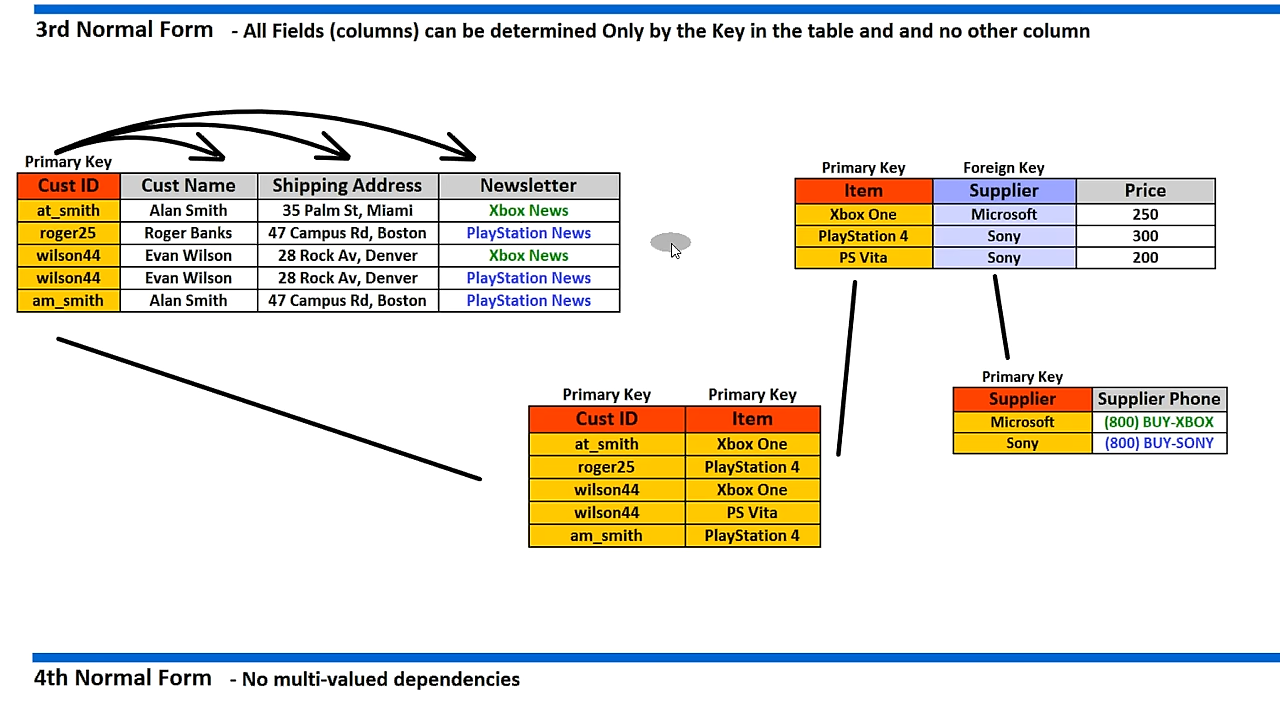 3rd Normal Form - All Fields (columns) can be determined Only by the Key in the table and and no other column
Primary Key
Cust ID Cust Name Shipping Address Newsletter
at_smith Alan Smith 35 Palm St, Miami Xbox News
roger25 Roger Banks 47 Campus Rd, Boston PlayStation News
wilson44 Evan Wilson 28 Rock Av, Denver Xbox News
wilson44 Evan Wilson 28 Rock Av, Denver PlayStation News
am_smith Alan Smith 47 Campus Rd, Boston PlayStation News
Primary Key Foreign Key
Item Supplier Price
Xbox One Microsoft 250
PlayStation 4 Sony 300
PS Vita Sony 200
Primary Key Primary Key
Cust ID Item
at_smith Xbox One
roger25 PlayStation 4
wilson44 Xbox One
wilson44 PS Vita
am_smith PlayStation 4
Primary Key
Supplier Supplier Phone
Microsoft (800) BUY-XBOX
Sony (800) BUY-SONY
4th Normal Form - No multi-valued dependencies